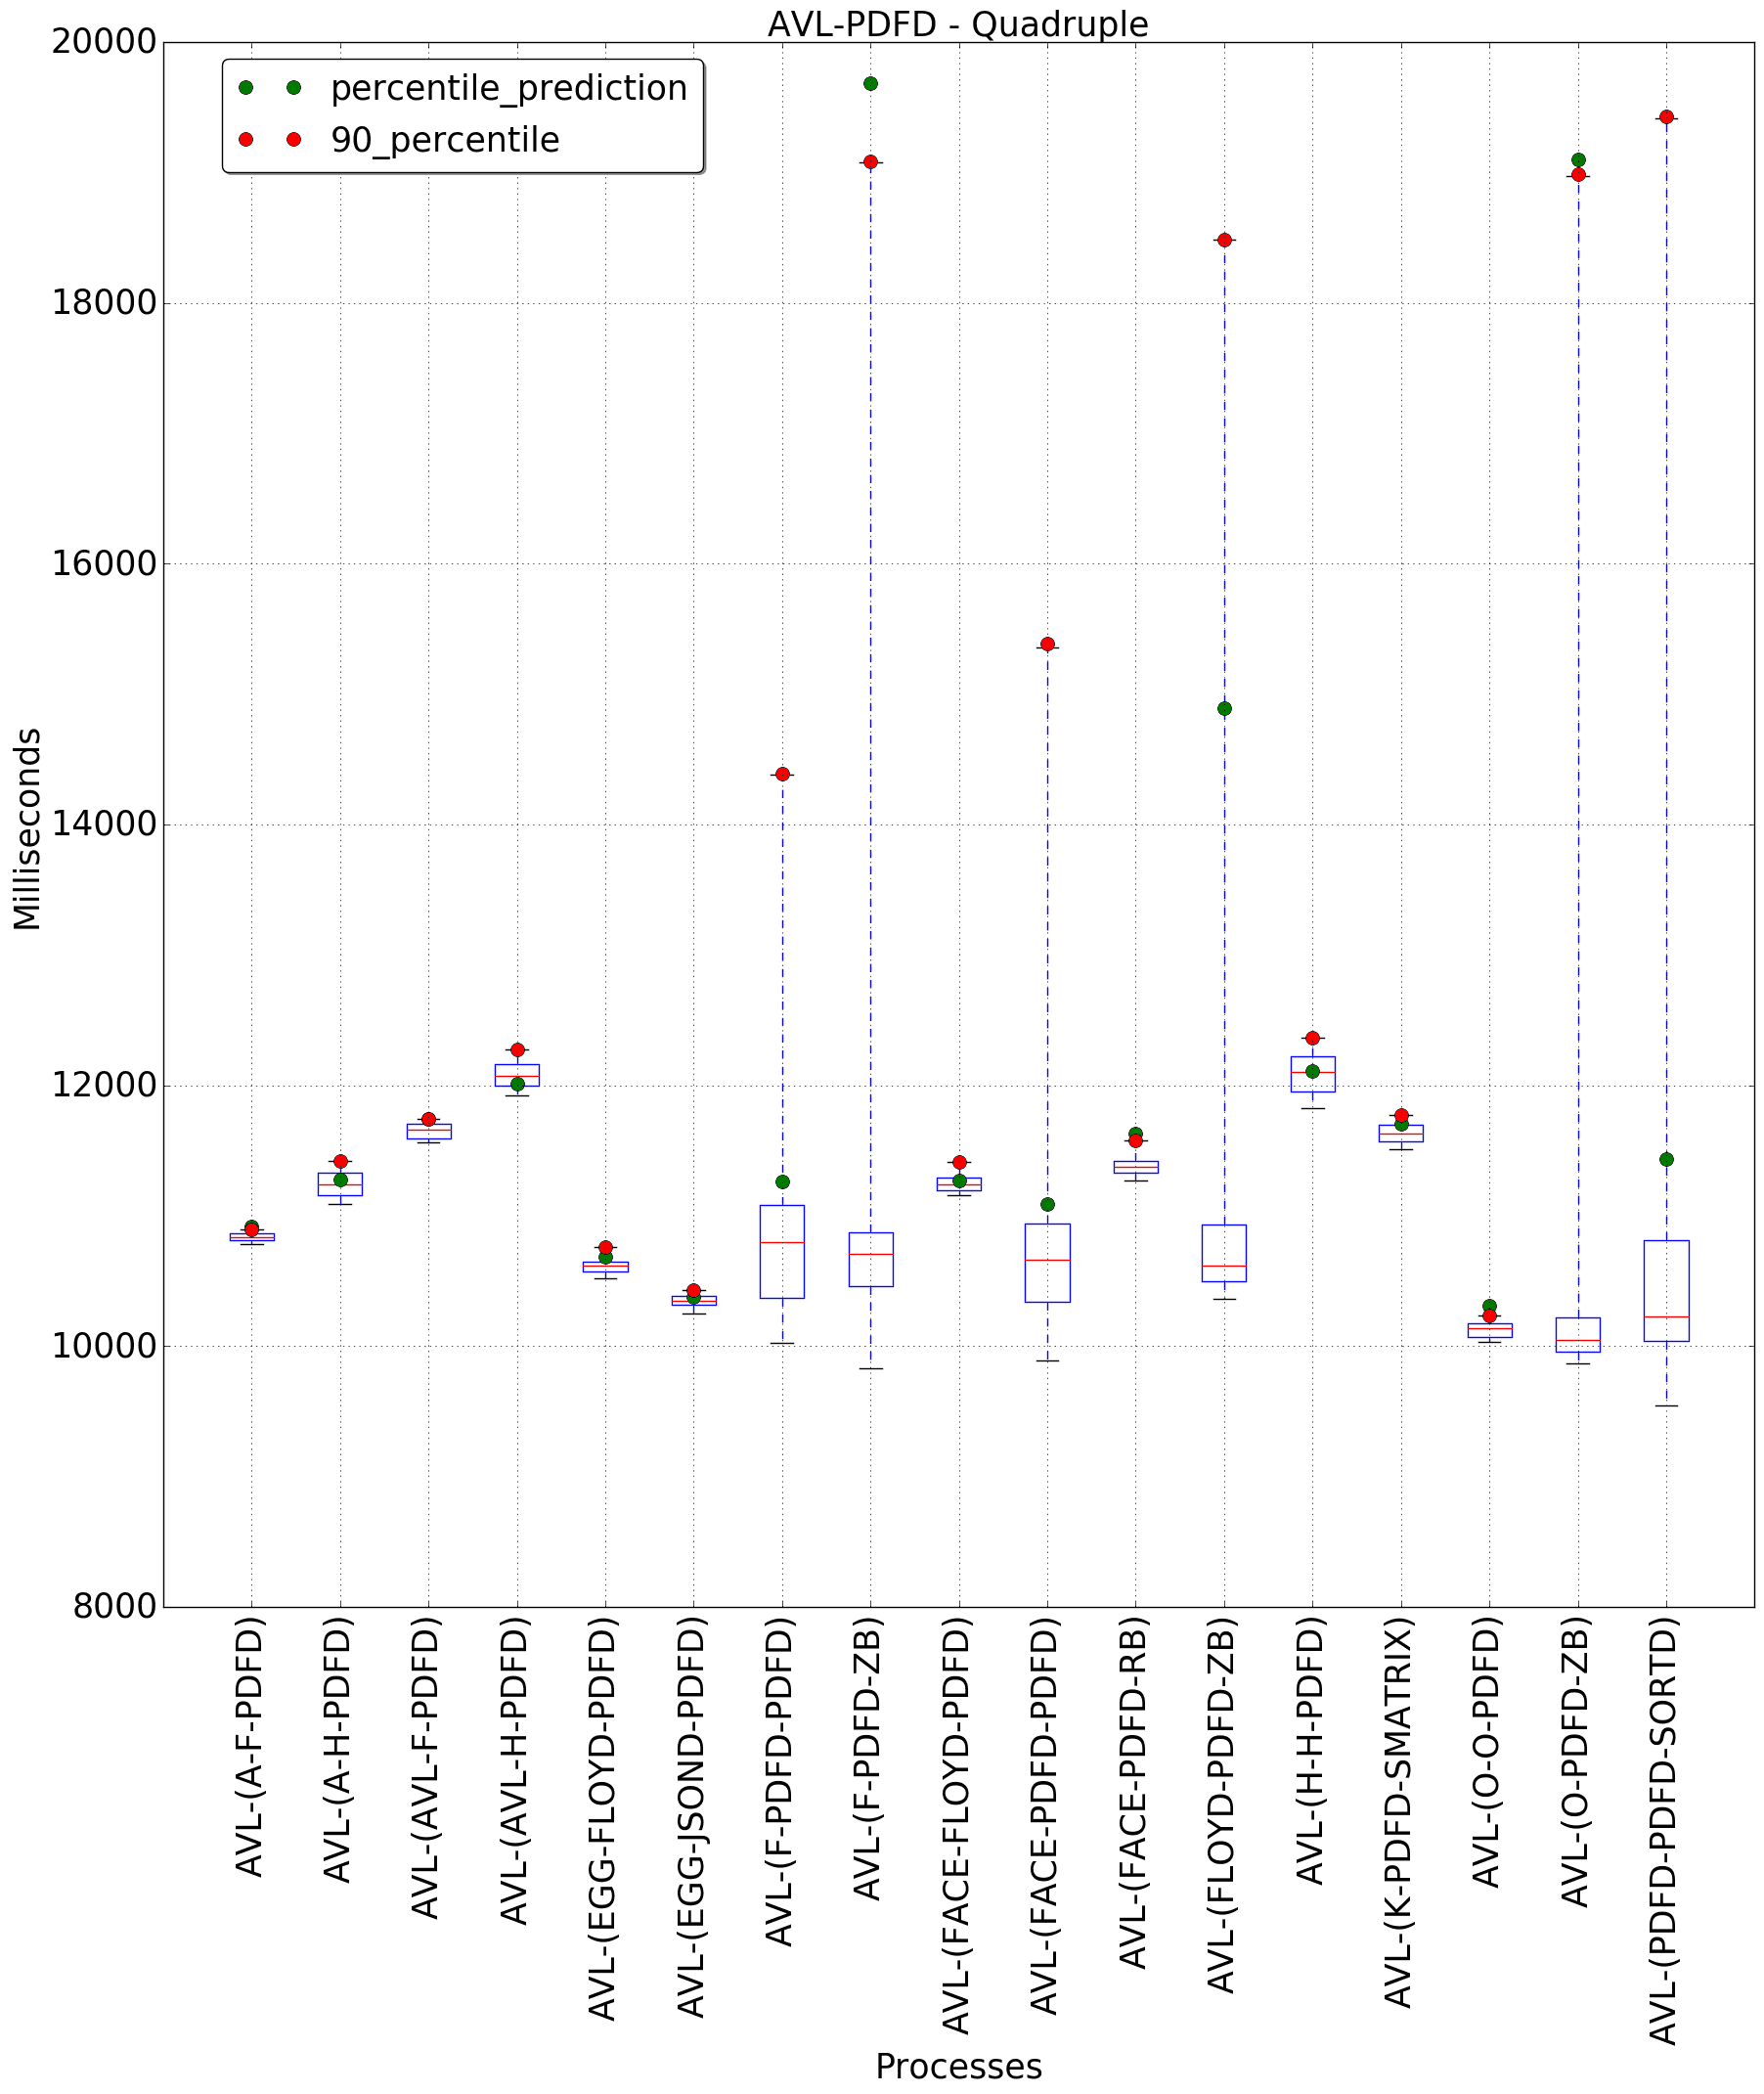 AVL-PDFD - Quadruple
percentile_prediction
90_percentile
20000
18000
16000
14000
12000
10000
8000
Milliseconds
AVL-(A-F-PDFD)
AVL-(A-H-PDFD)
AVL-(AVL-F-PDFD)
AVL-(AVL-H-PDFD)
AVL-(EGG-FLOYD-PDFD)
AVL-(EGG-JSOND-PDFD)
AVL-(F-PDFD-PDFD)
AVL-(F-PDFD-ZB)
AVL-(FACE-FLOYD-PDFD)
AVL-(FACE-PDFD-PDFD)
AVL-(FACE-PDFD-RB)
AVL-(FLOYD-PDFD-ZB)
AVL-(H-H-PDFD)
AVL-(K-PDFD-SMATRIX)
AVL-(O-O-PDFD)
AVL-(O-PDFD-ZB)
AVL-(PDFD-PDFD-SORTD)
Processes